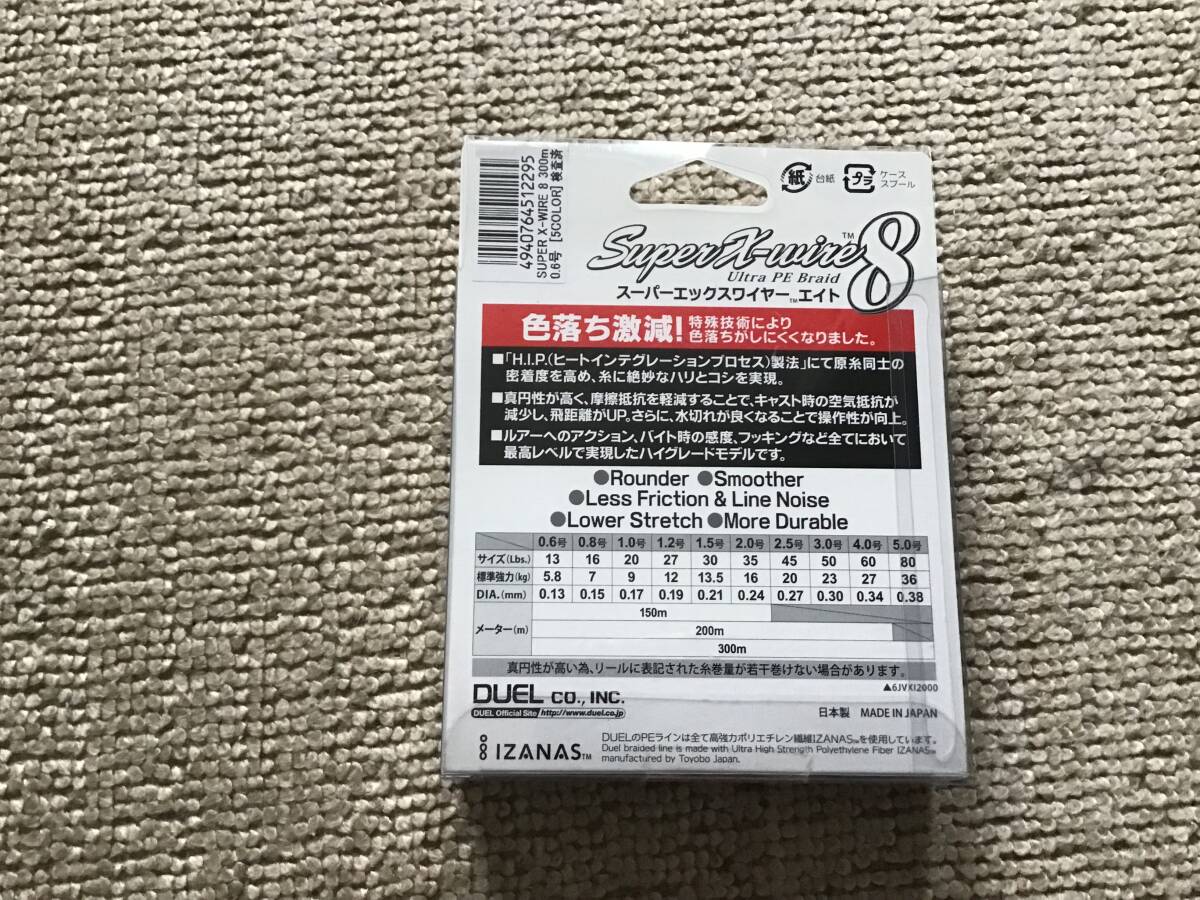 4940764512295
SUPER X-WIRE 8 300m
0.6号 [5COLOR] 検査済
紙 台紙
プラ ケース
スプール
Super X-wire™ 8
Ultra PE Braid
スーパーエックスワイヤー™エイト
色落ち激減! 特殊技術により
色落ちがしにくくなりました。
■「H.I.P.(ヒートインテグレーションプロセス)製法」にて原糸同士の
密着度を高め、糸に絶妙なハリとコシを実現。
■真円性が高く、摩擦抵抗を軽減することで、キャスト時の空気抵抗が
減少し、飛距離がUP。さらに、水切れが良くなることで操作性が向上。
■ルアーへのアクション、バイト時の感度、フッキングなど全てにおいて
最高レベルで実現したハイグレードモデルです。
●Rounder ●Smoother
●Less Friction & Line Noise
●Lower Stretch ●More Durable
0.6号 0.8号 1.0号 1.2号 1.5号 2.0号 2.5号 3.0号 4.0号 5.0号
サイズ(Lbs.) 13 16 20 27 30 35 45 50 60 80
標準強力(kg) 5.8 7 9 12 13.5 16 20 23 27 36
DIA.(mm) 0.13 0.15 0.17 0.19 0.21 0.24 0.27 0.30 0.34 0.38
メーター(m) 150m
200m
300m
真円性が高い為、リールに表記された糸巻量が若干巻けない場合があります。
▲6JVXI2000
DUEL CO., INC.
DUEL Official Site http://www.duel.co.jp
日本製 MADE IN JAPAN
IZANAS™
DUELのPEラインは全て高強力ポリエチレン繊維IZANAS™を使用しています。
Duel braided line is made with Ultra High Strength Polyethylene Fiber IZANAS™
manufactured by Toyobo Japan.